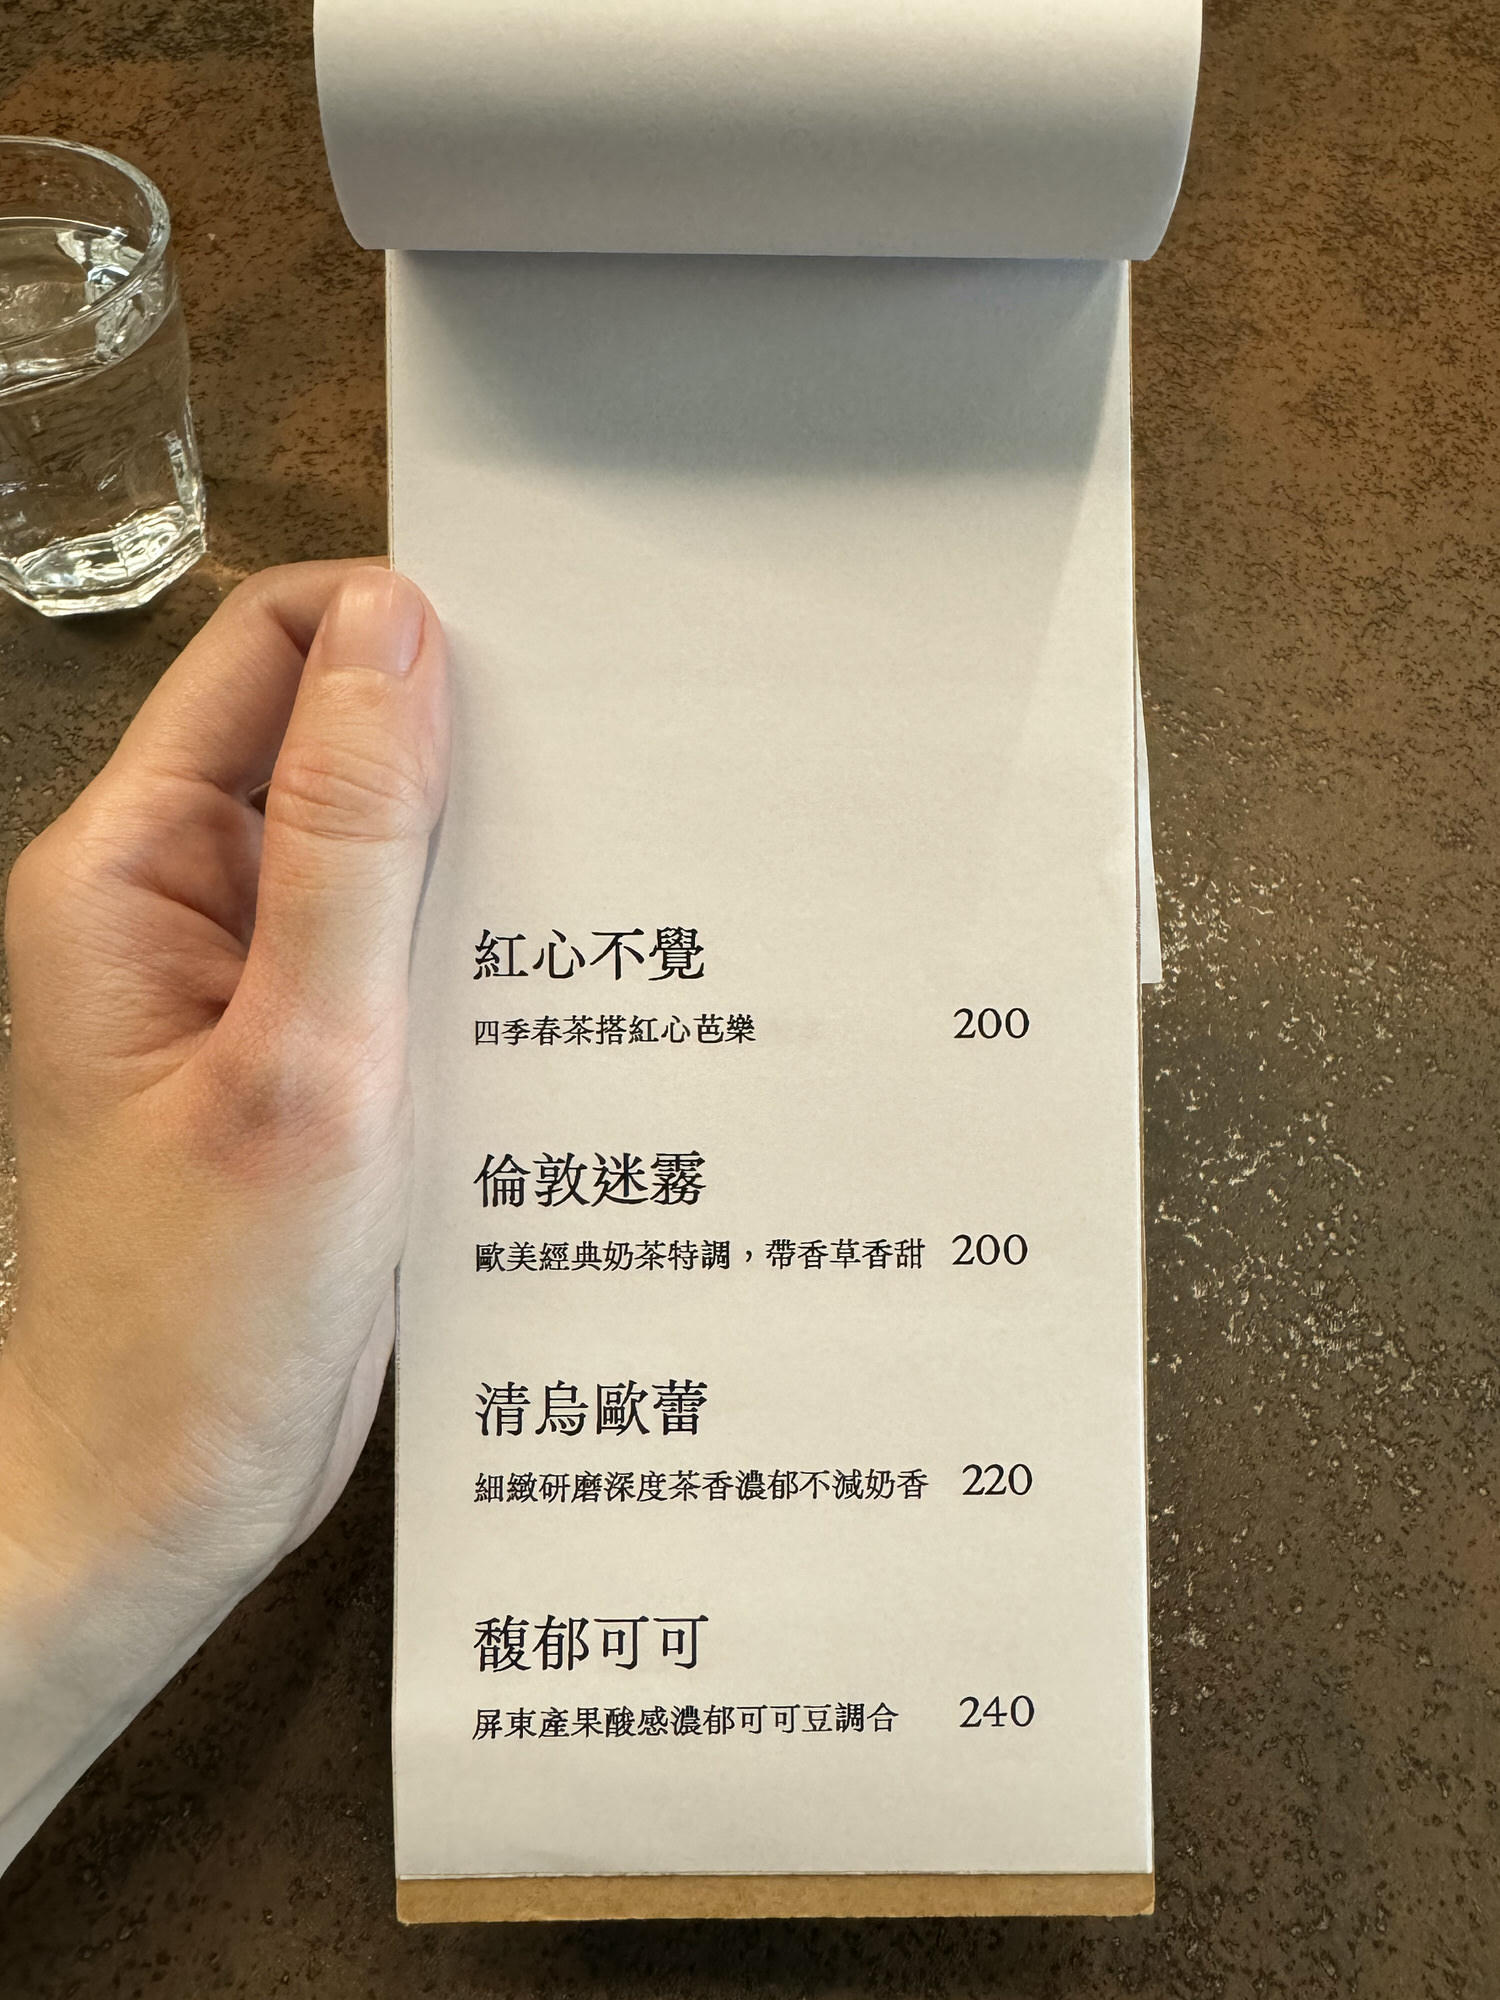 紅心不覺
四季春茶搭紅心芭樂 200
倫敦迷霧
歐美經典奶茶特調，帶香草香甜 200
清烏歐蕾
細緻研磨深度茶香濃郁不減奶香 220
馥郁可可
屏東產果酸感濃郁可可豆調合 240